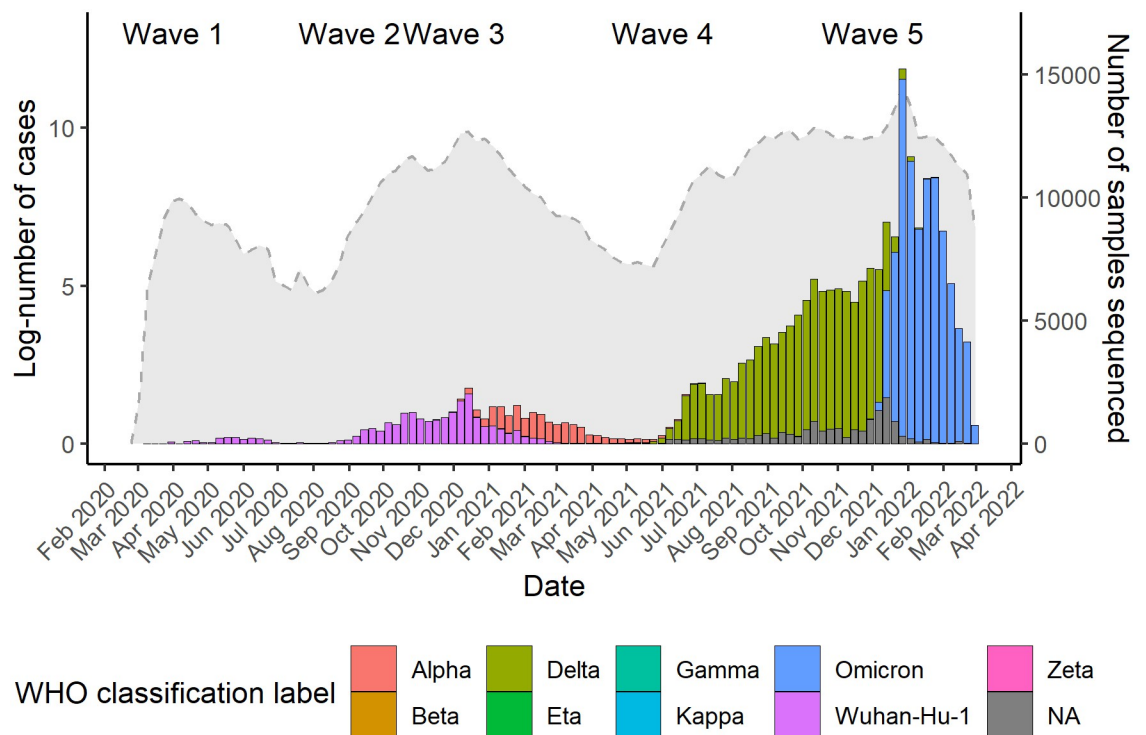 Wave 1 Wave 2 Wave 3 Wave 4 Wave 5
Log-number of cases
10
5
0
Number of samples sequenced
15000
10000
5000
0
Feb 2020
Mar 2020
Apr 2020
May 2020
Jun 2020
Jul 2020
Aug 2020
Sep 2020
Oct 2020
Nov 2020
Dec 2020
Jan 2021
Feb 2021
Mar 2021
Apr 2021
May 2021
Jun 2021
Jul 2021
Aug 2021
Sep 2021
Oct 2021
Nov 2021
Dec 2021
Jan 2022
Feb 2022
Mar 2022
Apr 2022
Date
WHO classification label
Alpha Delta Gamma Omicron Zeta
Beta Eta Kappa Wuhan-Hu-1 NA